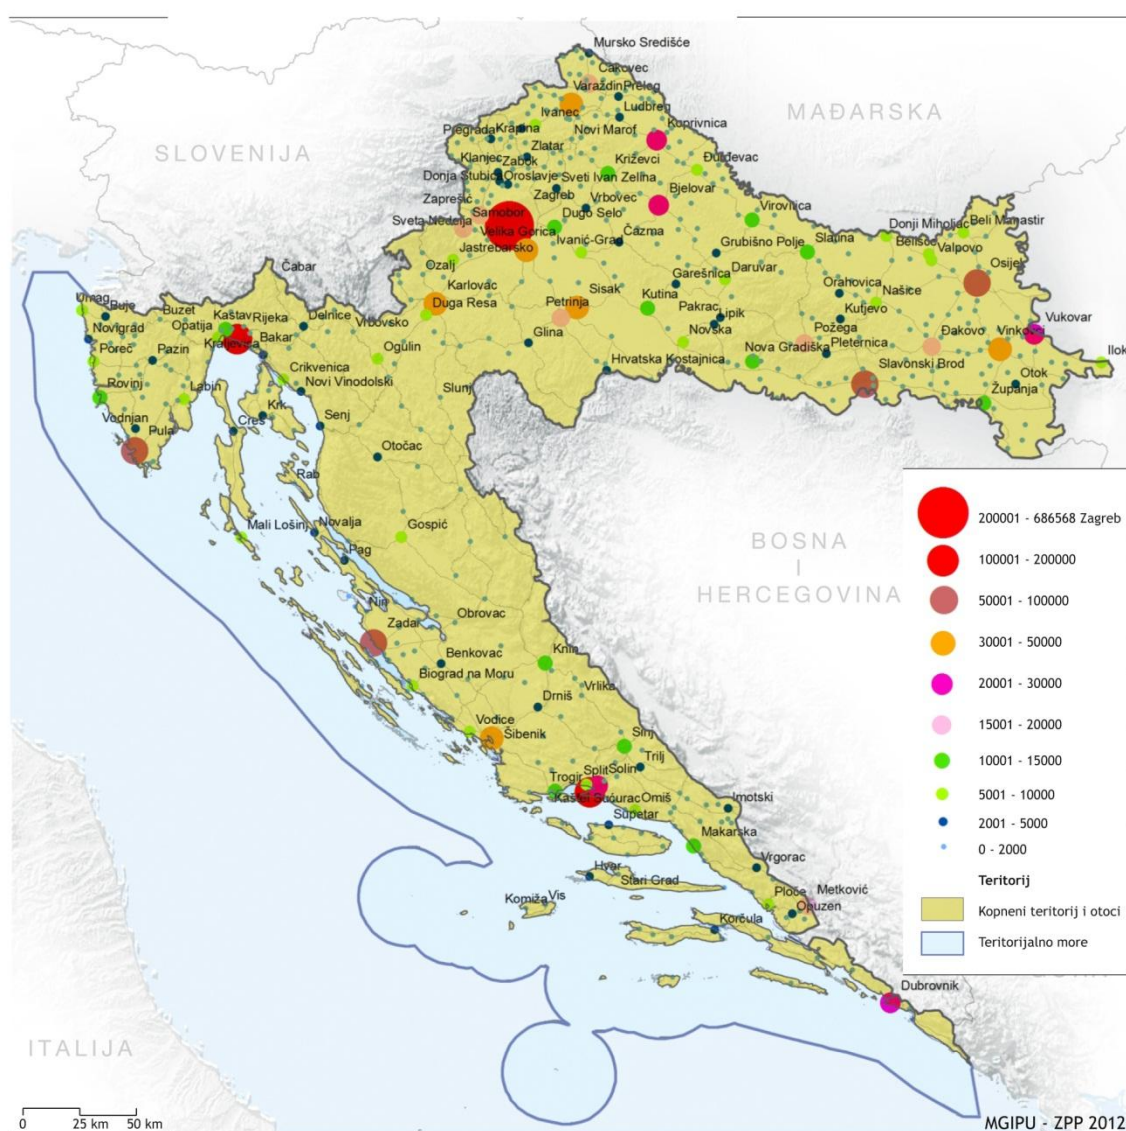 Mursko Središće
Čakovec
Varaždin
Prelog
Ludbreg
Ivanec
Novi Marof
Koprivnica
Pregrada
Krapina
Zlatar
Klanjec
Zabok
Križevci
Đurđevac
Donja Stubica
Oroslavje
Sveti Ivan Zelina
Zagreb
Vrbovec
Bjelovar
Zaprešić
Samobor
Dugo Selo
Sveta Nedelja
Velika Gorica
Čazma
Virovitica
Donji Miholjac
Beli Manastir
Jastrebarsko
Ivanić-Grad
Grubišno Polje
Slatina
Belišće
Valpovo
Osijek
Ozalj
Karlovac
Sisak
Garešnica
Daruvar
Orahovica
Našice
Čabar
Duga Resa
Petrinja
Kutina
Pakrac
Lipik
Kutjevo
Vukovar
Umag
Buje
Buzet
Kastav
Rijeka
Delnice
Vrbovsko
Glina
Novska
Požega
Đakovo
Vinkovci
Novigrad
Opatija
Kraljevica
Bakar
Ogulin
Hrvatska Kostajnica
Nova Gradiška
Pleternica
Slavonski Brod
Ilok
Otok
Županja
Poreč
Pazin
Crikvenica
Novi Vinodolski
Slunj
Rovinj
Labin
Krk
Senj
Vodnjan
Pula
Cres
Otočac
Rab
Mali Lošinj
Novalja
Gospić
Pag
Nin
Zadar
Obrovac
Benkovac
Biograd na Moru
Knin
Drniš
Vrlika
Vodice
Šibenik
Sinj
Trilj
Trogir
Split
Solin
Kaštel Sućurac
Omiš
Imotski
Supetar
Makarska
Vrgorac
Hvar
Stari Grad
Komiža
Vis
Ploče
Metković
Opuzen
Korčula
Dubrovnik
SLOVENIJA
MAĐARSKA
BOSNA
I
HERCEGOVINA
ITALIJA
200001 - 686568 Zagreb
100001 - 200000
50001 - 100000
30001 - 50000
20001 - 30000
15001 - 20000
10001 - 15000
5001 - 10000
2001 - 5000
0 - 2000
Teritorij
Kopneni teritorij i otoci
Teritorijalno more
0 25 km 50 km
MGIPU - ZPP 2012